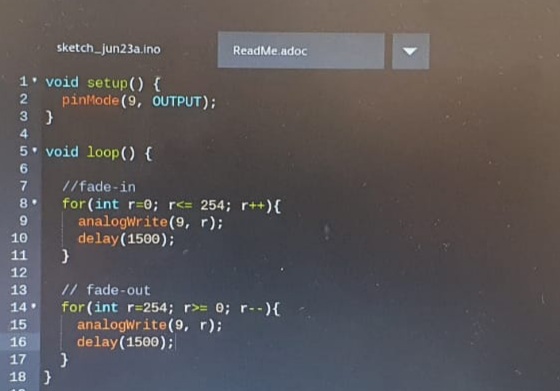 sketch_jun23a.ino ReadMe.adoc
1 void setup() {
2 pinMode(9, OUTPUT);
3 }
4
5 void loop() {
6
7 //fade-in
8 for(int r=0; r<= 254; r++){
9 analogWrite(9, r);
10 delay(1500);
11 }
12
13 // fade-out
14 for(int r=254; r>= 0; r--){
15 analogWrite(9, r);
16 delay(1500);
17 }
18 }